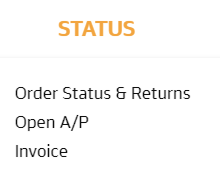 STATUS
Order Status & Returns
Open A/P
Invoice